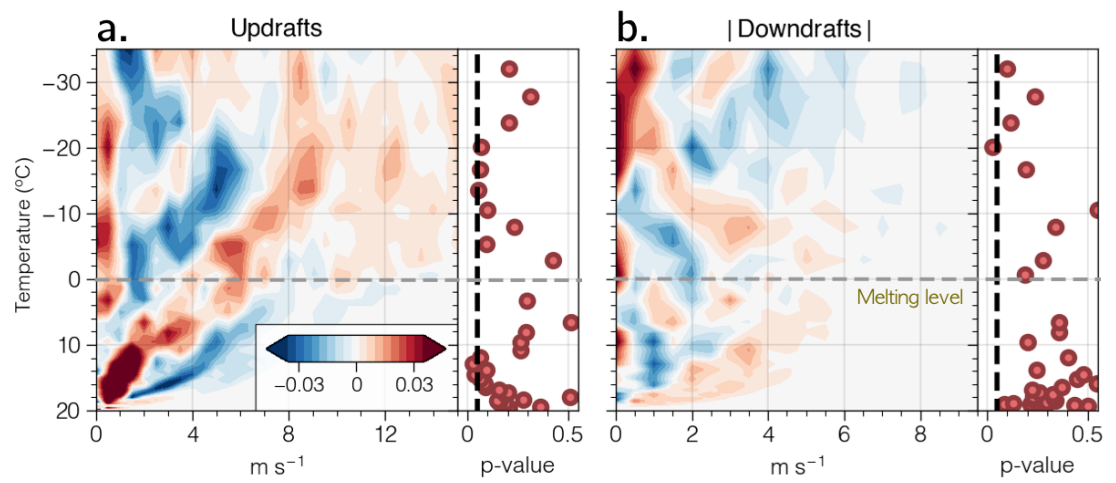 a.
Updrafts
b.
|Downdrafts|
Temperature (°C)
−30
−20
−10
0
10
20
−0.03
0
0.03
Melting level
0
4
8
12
0
0.5
0
2
4
6
8
0
0.5
m s⁻¹
p-value
m s⁻¹
p-value